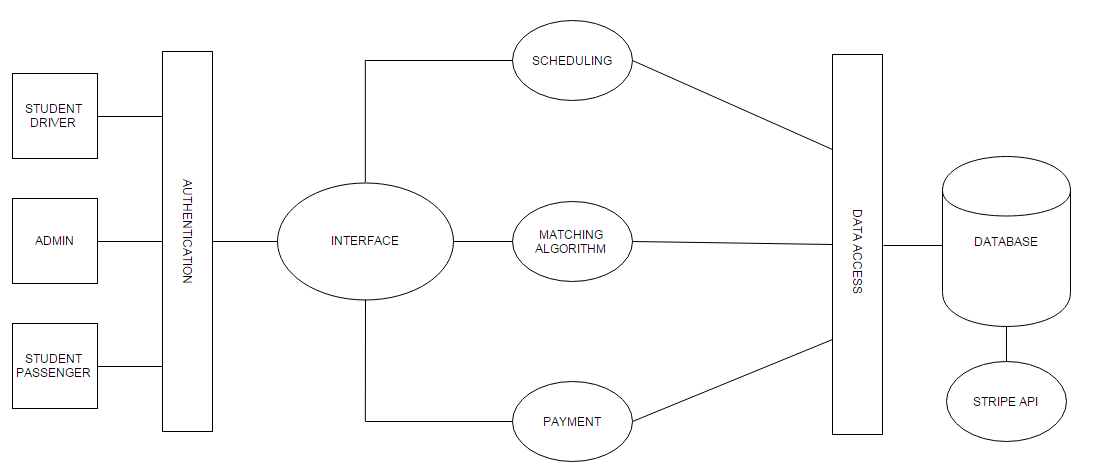 STUDENT
DRIVER
ADMIN
STUDENT
PASSENGER
AUTHENTICATION
INTERFACE
SCHEDULING
MATCHING
ALGORITHM
PAYMENT
DATA ACCESS
DATABASE
STRIPE API